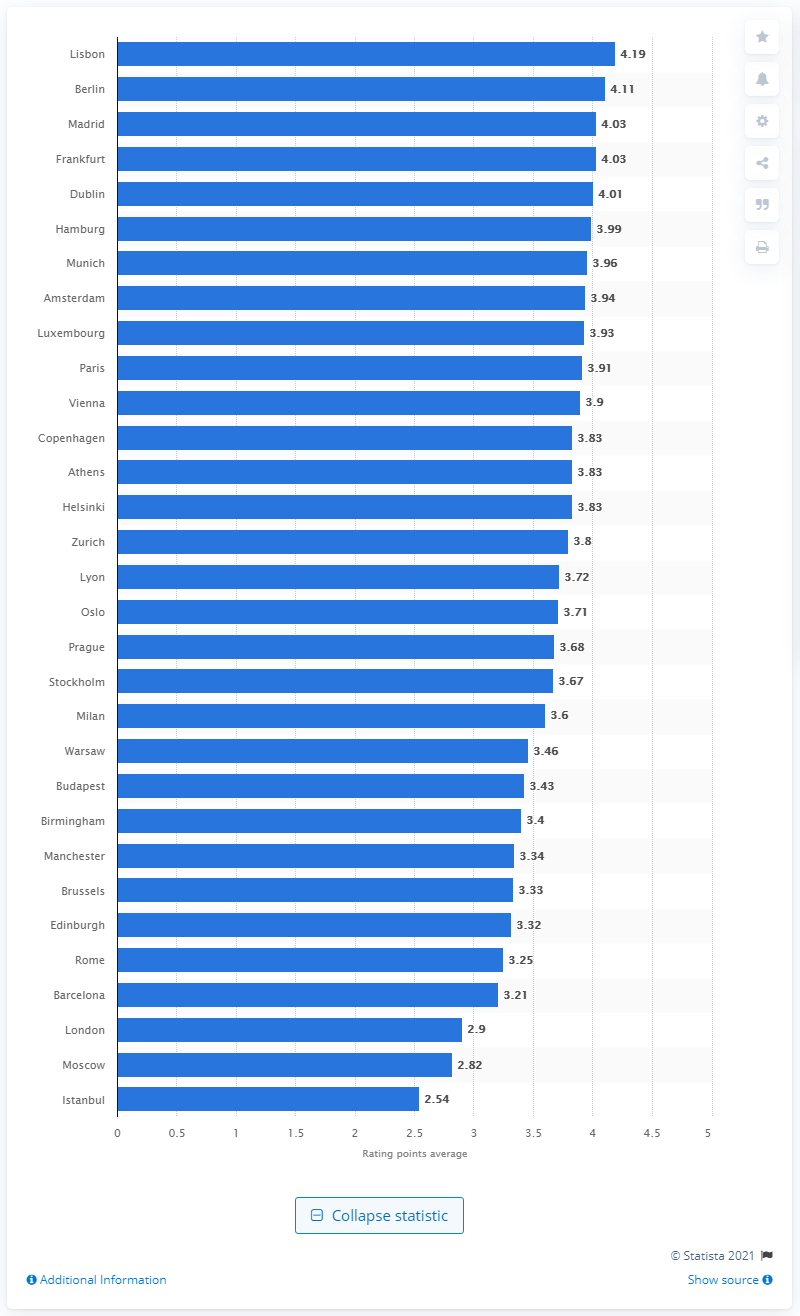 Lisbon 4.19
Berlin 4.11
Madrid 4.03
Frankfurt 4.03
Dublin 4.01
Hamburg 3.99
Munich 3.96
Amsterdam 3.94
Luxembourg 3.93
Paris 3.91
Vienna 3.9
Copenhagen 3.83
Athens 3.83
Helsinki 3.83
Zurich 3.8
Lyon 3.72
Oslo 3.71
Prague 3.68
Stockholm 3.67
Milan 3.6
Warsaw 3.46
Budapest 3.43
Birmingham 3.4
Manchester 3.34
Brussels 3.33
Edinburgh 3.32
Rome 3.25
Barcelona 3.21
London 2.9
Moscow 2.82
Istanbul 2.54
0 0.5 1 1.5 2 2.5 3 3.5 4 4.5 5
Rating points average
Collapse statistic
© Statista 2021
Additional Information Show source